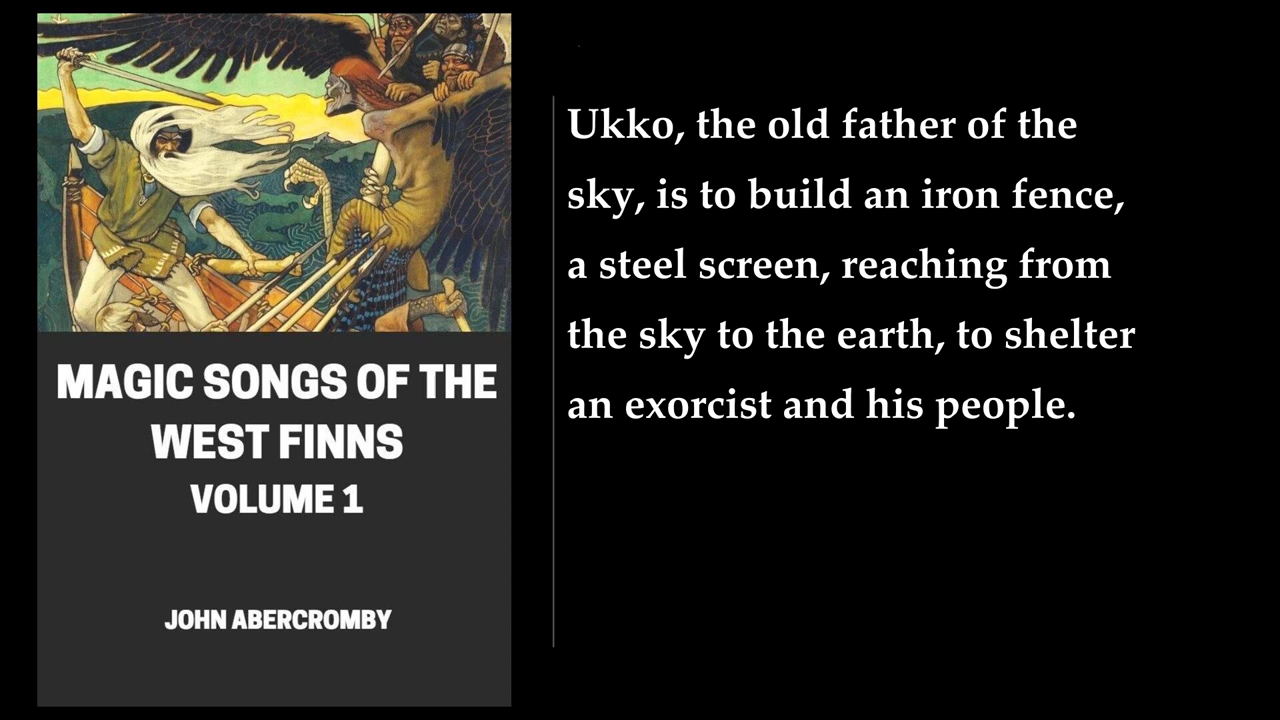 MAGIC SONGS OF THE
WEST FINNS
VOLUME 1
JOHN ABERCROMBY
Ukko, the old father of the
sky, is to build an iron fence,
a steel screen, reaching from
the sky to the earth, to shelter
an exorcist and his people.